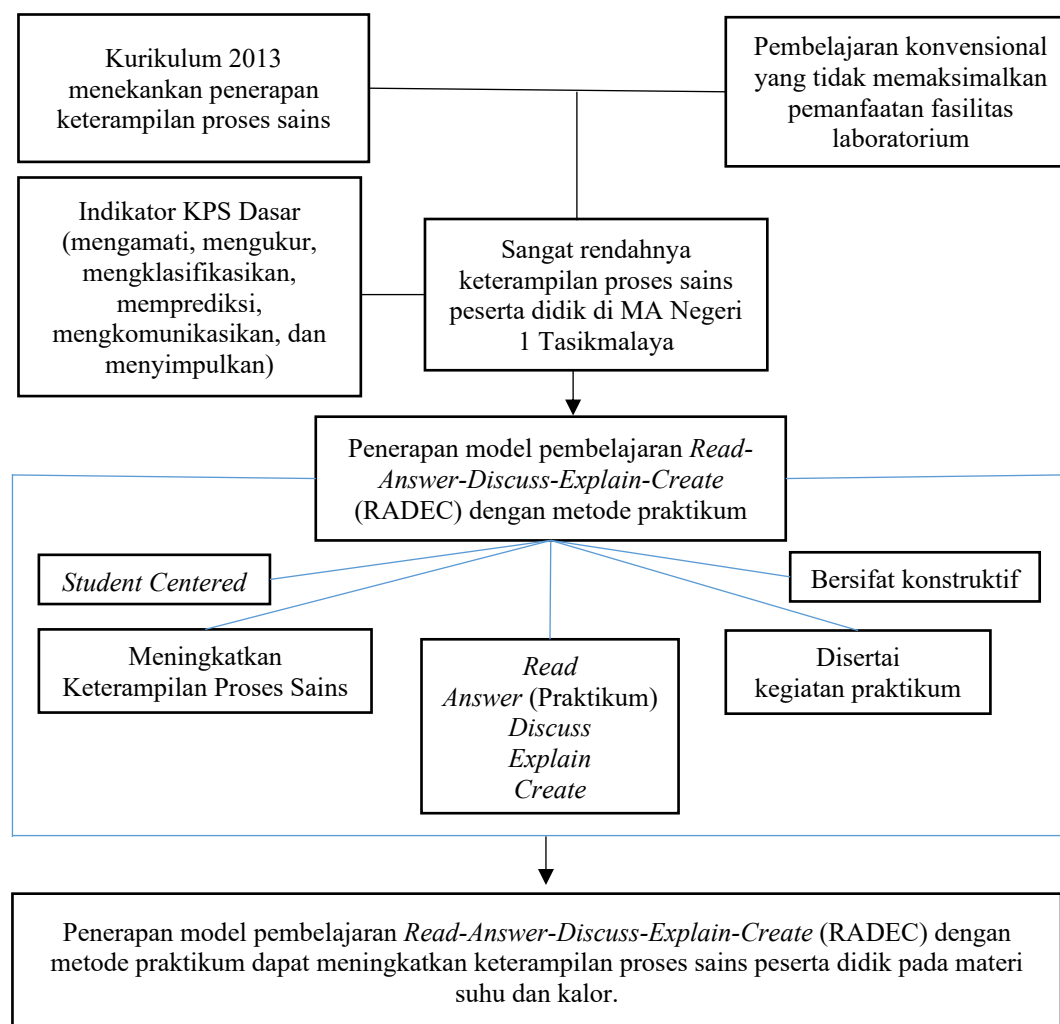 Kurikulum 2013
menekankan penerapan
keterampilan proses sains
Pembelajaran konvensional
yang tidak memaksimalkan
pemanfaatan fasilitas
laboratorium
Indikator KPS Dasar
(mengamati, mengukur,
mengklasifikasikan,
memprediksi,
mengkomunikasikan, dan
menyimpulkan)
Sangat rendahnya
keterampilan proses sains
peserta didik di MA Negeri
1 Tasikmalaya
Penerapan model pembelajaran Read-
Answer-Discuss-Explain-Create
(RADEC) dengan metode praktikum
Student Centered
Bersifat konstruktif
Meningkatkan
Keterampilan Proses Sains
Read
Answer (Praktikum)
Discuss
Explain
Create
Disertai
kegiatan praktikum
Penerapan model pembelajaran Read-Answer-Discuss-Explain-Create (RADEC) dengan
metode praktikum dapat meningkatkan keterampilan proses sains peserta didik pada materi
suhu dan kalor.